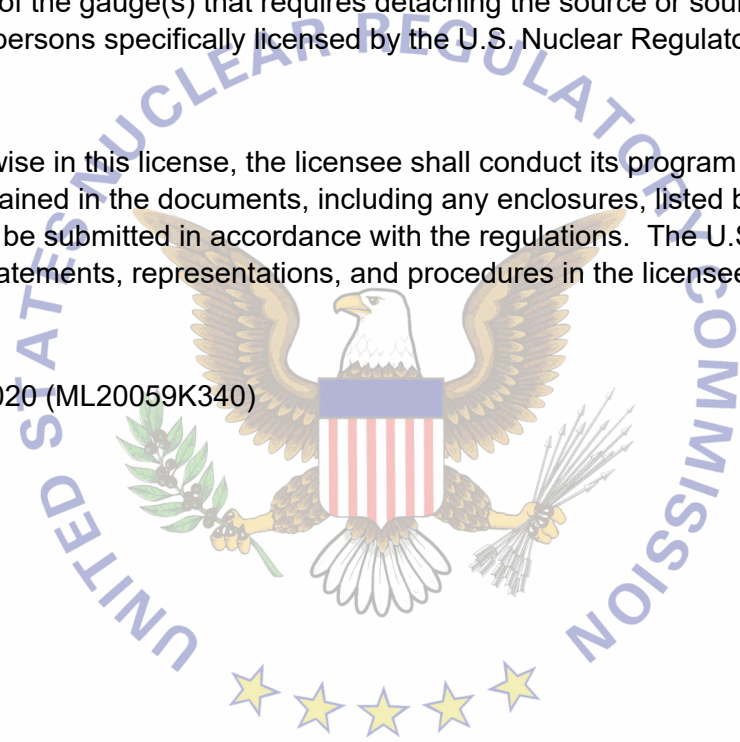 of the gauge(s) that requires detaching the source or sour
persons specifically licensed by the U.S. Nuclear Regulato
wise in this license, the licensee shall conduct its program
ained in the documents, including any enclosures, listed b
be submitted in accordance with the regulations. The U.S
atements, representations, and procedures in the licensee
020 (ML20059K340)
UNITED STATES NUCLEAR REGULATORY COMMISSION